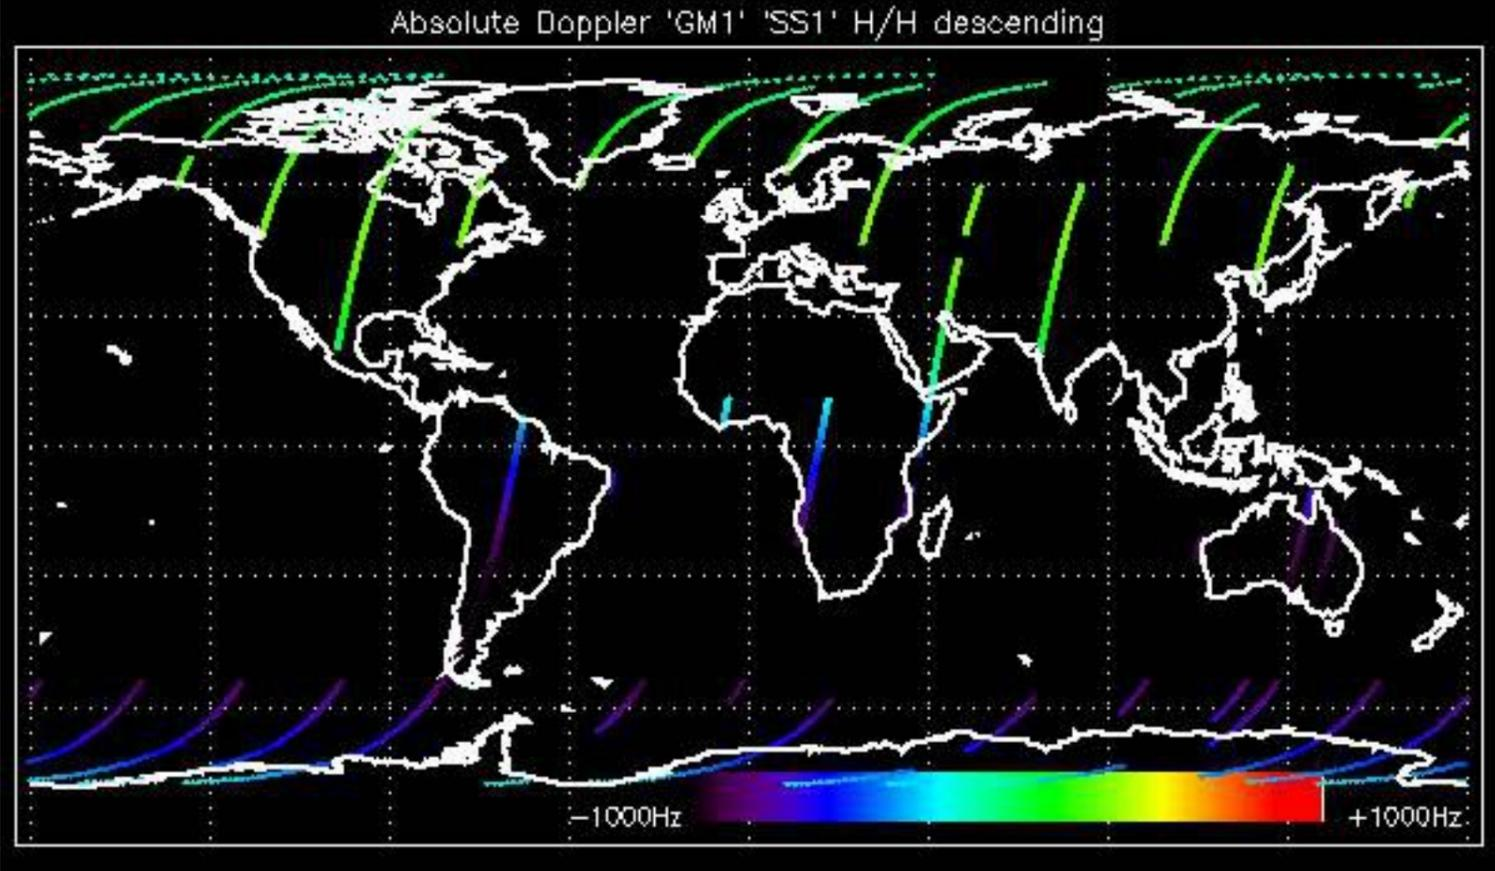 Absolute Doppler 'GM1' 'SS1' H/H descending
−1000Hz +1000Hz